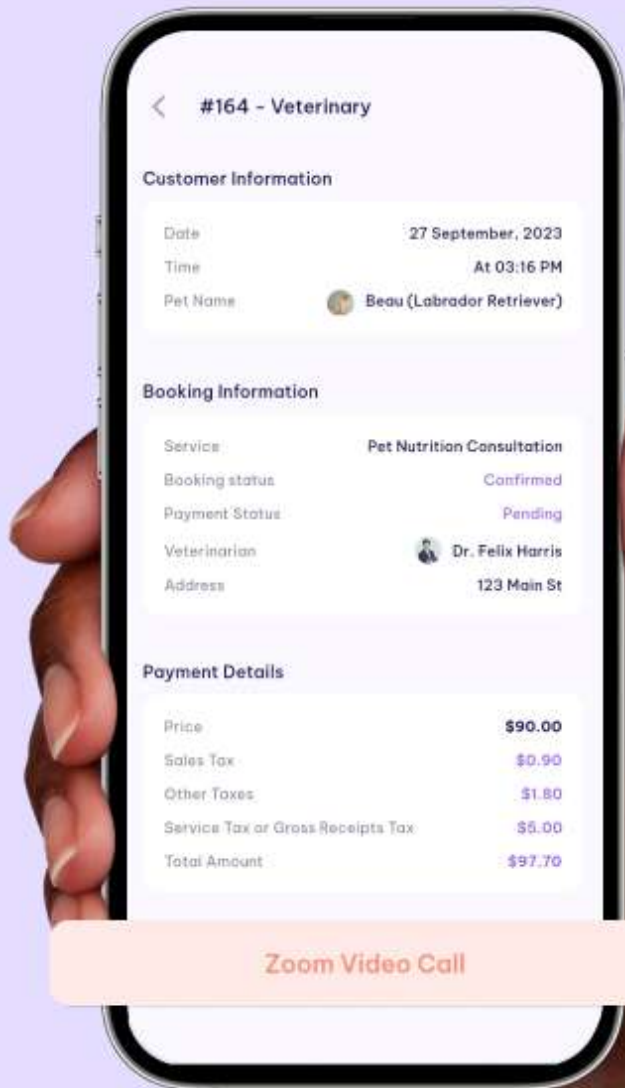 #164 - Veterinary
Customer Information
Date 27 September, 2023
Time At 03:16 PM
Pet Name Beau (Labrador Retriever)
Booking Information
Service Pet Nutrition Consultation
Booking status Confirmed
Payment Status Pending
Veterinarian Dr. Felix Harris
Address 123 Main St
Payment Details
Price $90.00
Sales Tax $0.90
Other Taxes $1.80
Service Tax or Gross Receipts Tax $5.00
Total Amount $97.70
Zoom Video Call